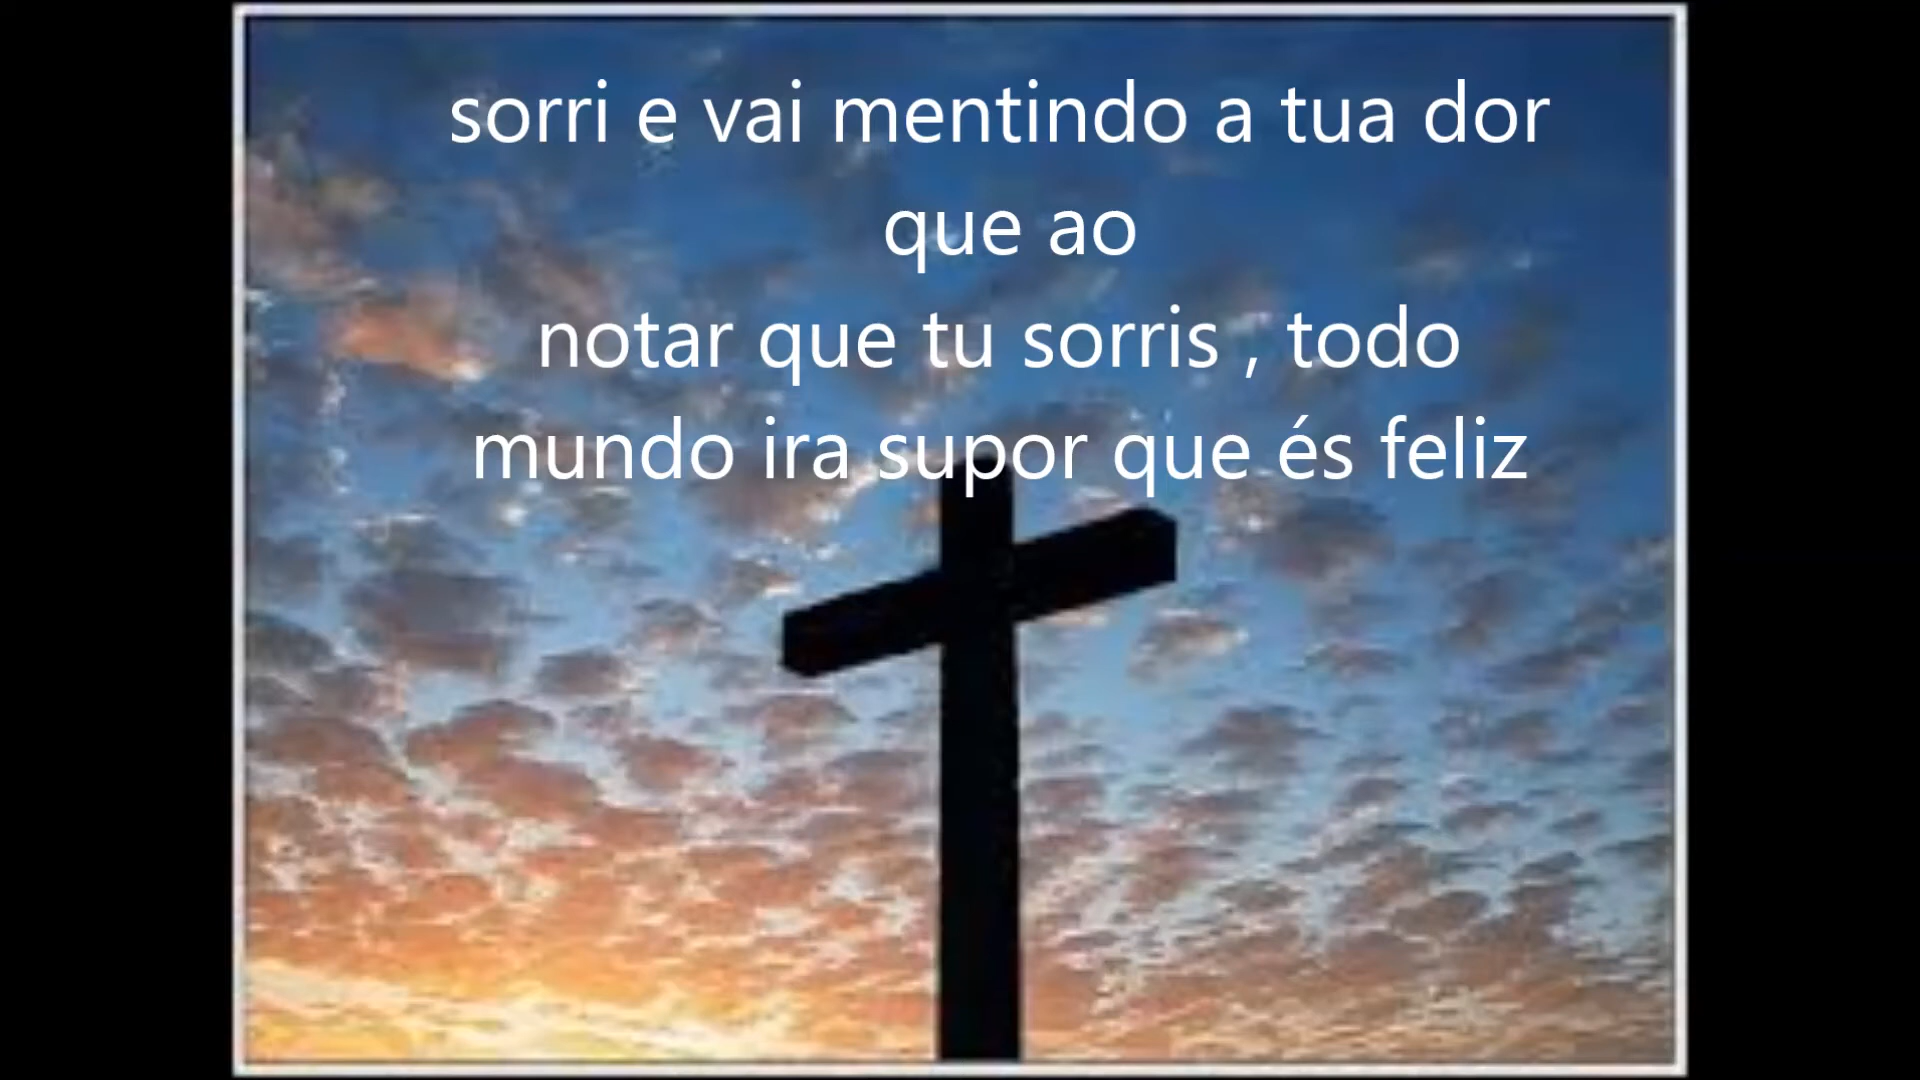 sorri e vai mentindo a tua dor
que ao
notar que tu sorris , todo
mundo ira supor que és feliz